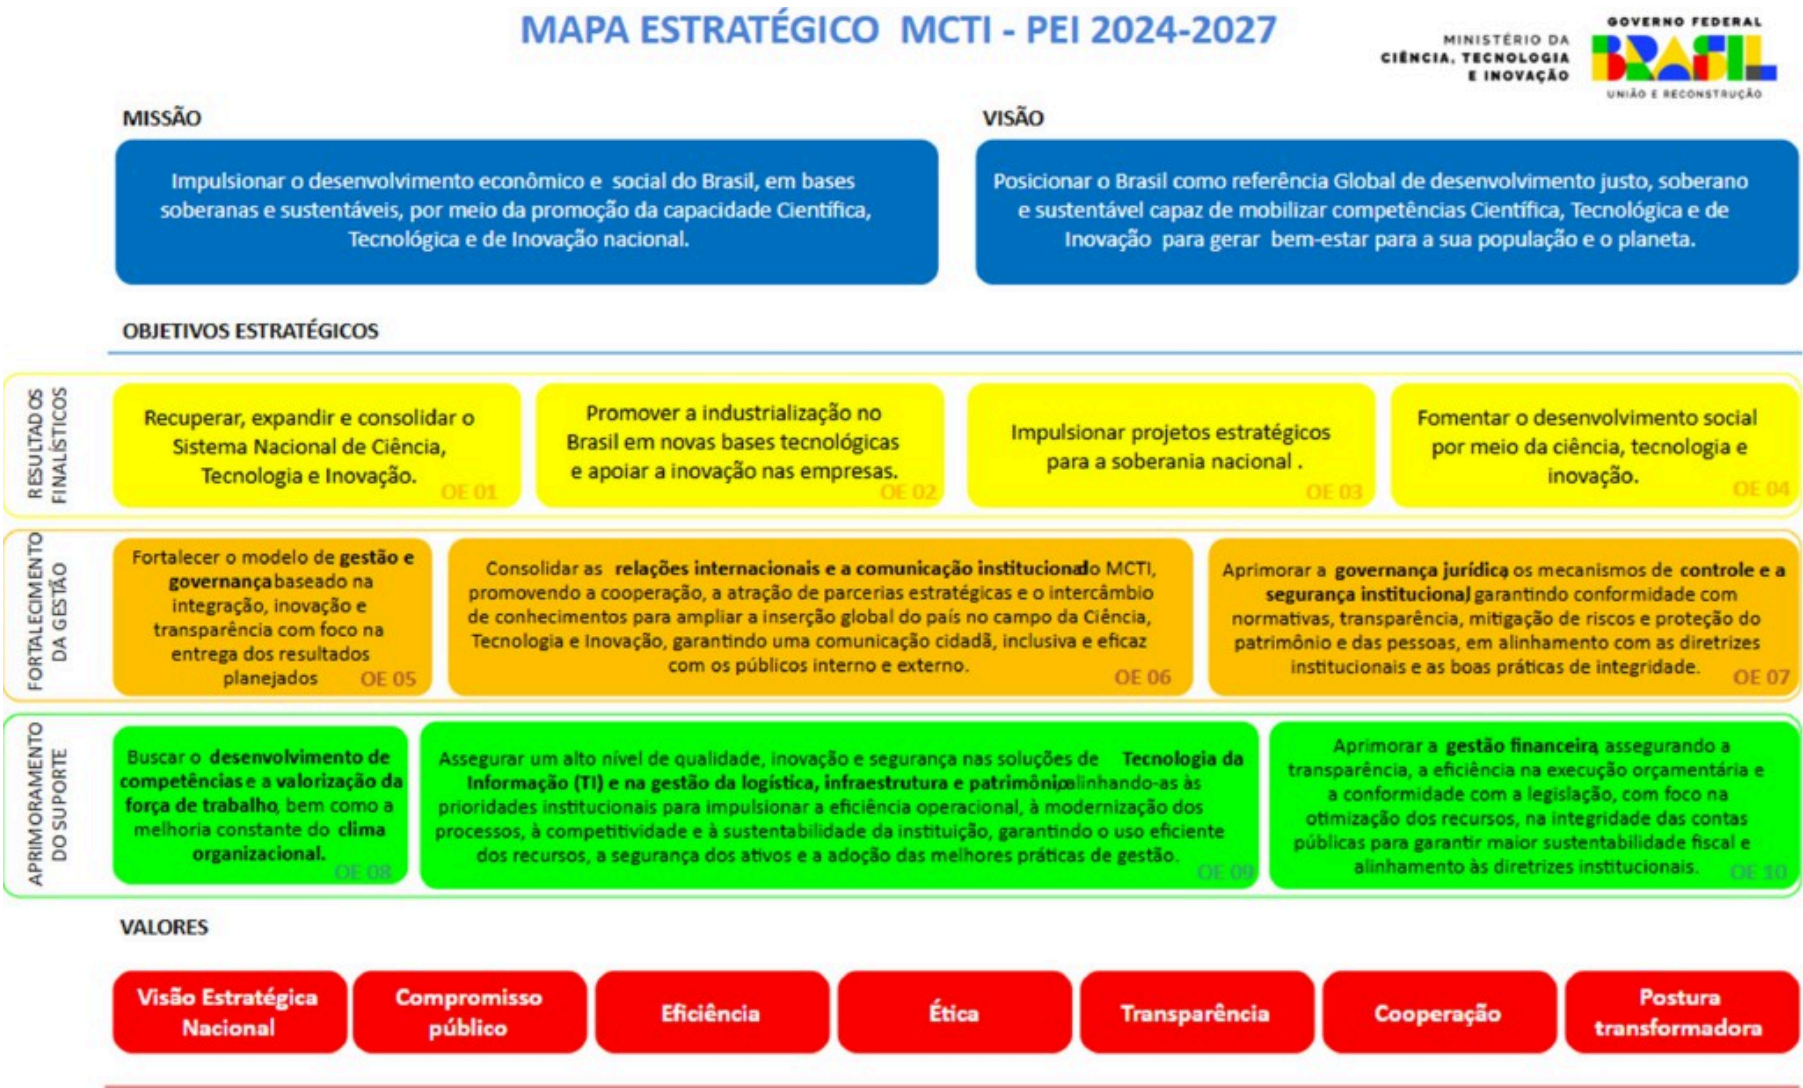 MAPA ESTRATÉGICO MCTI - PEI 2024-2027
MINISTÉRIO DA
CIÊNCIA, TECNOLOGIA
E INOVAÇÃO
GOVERNO FEDERAL
BRASIL
UNIÃO E RECONSTRUÇÃO
MISSÃO
Impulsionar o desenvolvimento econômico e social do Brasil, em bases
soberanas e sustentáveis, por meio da promoção da capacidade Científica,
Tecnológica e de Inovação nacional.
VISÃO
Posicionar o Brasil como referência Global de desenvolvimento justo, soberano
e sustentável capaz de mobilizar competências Científica, Tecnológica e de
Inovação para gerar bem-estar para a sua população e o planeta.
OBJETIVOS ESTRATÉGICOS
RESULTADOS
FINALÍSTICOS
Recuperar, expandir e consolidar o
Sistema Nacional de Ciência,
Tecnologia e Inovação.
OE 01
Promover a industrialização no
Brasil em novas bases tecnológicas
e apoiar a inovação nas empresas.
OE 02
Impulsionar projetos estratégicos
para a soberania nacional .
OE 03
Fomentar o desenvolvimento social
por meio da ciência, tecnologia e
inovação.
OE 04
FORTALECIMENTO
DA GESTÃO
Fortalecer o modelo de gestão e
governança baseado na
integração, inovação e
transparência com foco na
entrega dos resultados
planejados
OE 05
Consolidar as relações internacionais e a comunicação institucional do MCTI,
promovendo a cooperação, a atração de parcerias estratégicas e o intercâmbio
de conhecimentos para ampliar a inserção global do país no campo da Ciência,
Tecnologia e Inovação, garantindo uma comunicação cidadã, inclusiva e eficaz
com os públicos interno e externo.
OE 06
Aprimorar a governança jurídica, os mecanismos de controle e a
segurança institucional, garantindo conformidade com
normativas, transparência, mitigação de riscos e proteção do
patrimônio e das pessoas, em alinhamento com as diretrizes
institucionais e as boas práticas de integridade.
OE 07
APRIMORAMENTO
DO SUPORTE
Buscar o desenvolvimento de
competências e a valorização da
força de trabalho, bem como a
melhoria constante do clima
organizacional.
OE 08
Assegurar um alto nível de qualidade, inovação e segurança nas soluções de Tecnologia da
Informação (TI) e na gestão da logística, infraestrutura e patrimônio, alinhando-as às
prioridades institucionais para impulsionar a eficiência operacional, à modernização dos
processos, à competitividade e à sustentabilidade da instituição, garantindo o uso eficiente
dos recursos, a segurança dos ativos e a adoção das melhores práticas de gestão.
OE 09
Aprimorar a gestão financeira, assegurando a
transparência, a eficiência na execução orçamentária e
a conformidade com a legislação, com foco na
otimização dos recursos, na integridade das contas
públicas para garantir maior sustentabilidade fiscal e
alinhamento às diretrizes institucionais.
OE 10
VALORES
Visão Estratégica
Nacional
Compromisso
público
Eficiência
Ética
Transparência
Cooperação
Postura
transformadora